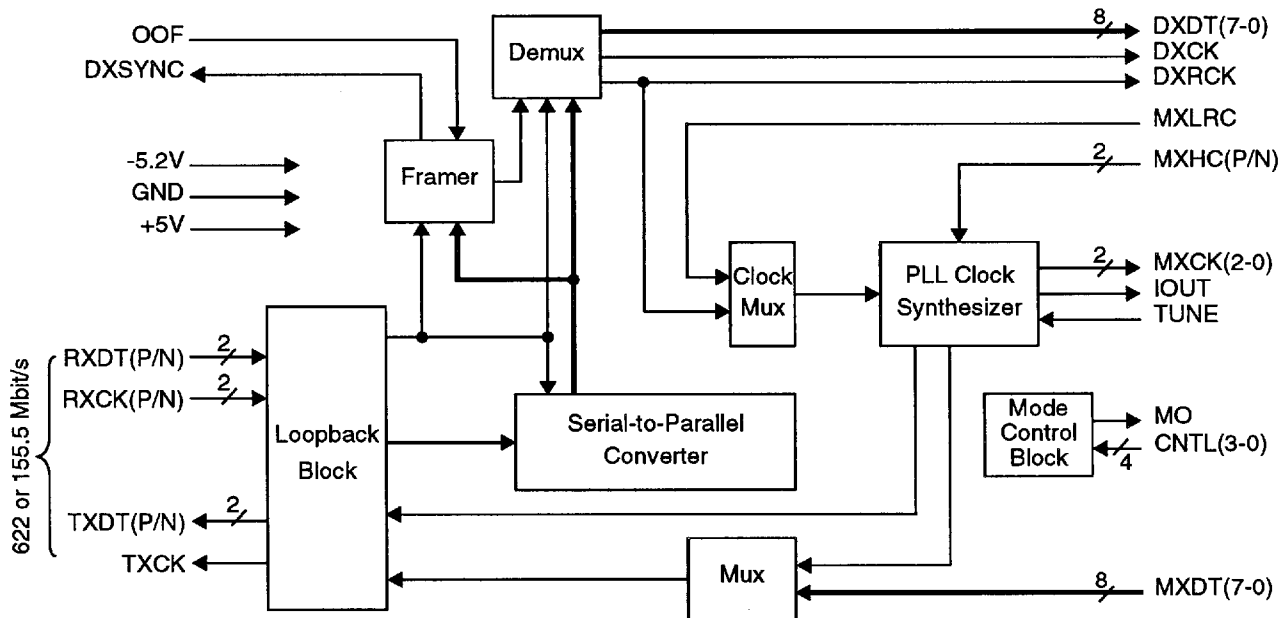 OOF
DXSYNC
-5.2V
GND
+5V
Framer
Demux
8
DXDT(7-0)
DXCK
DXRCK
MXLRC
2
MXHC(P/N)
Clock
Mux
PLL Clock
Synthesizer
2
MXCK(2-0)
IOUT
TUNE
622 or 155.5 Mbit/s
RXDT(P/N)
2
RXCK(P/N)
2
TXDT(P/N)
2
TXCK
Loopback
Block
Serial-to-Parallel
Converter
Mode
Control
Block
MO
CNTL(3-0)
4
Mux
8
MXDT(7-0)